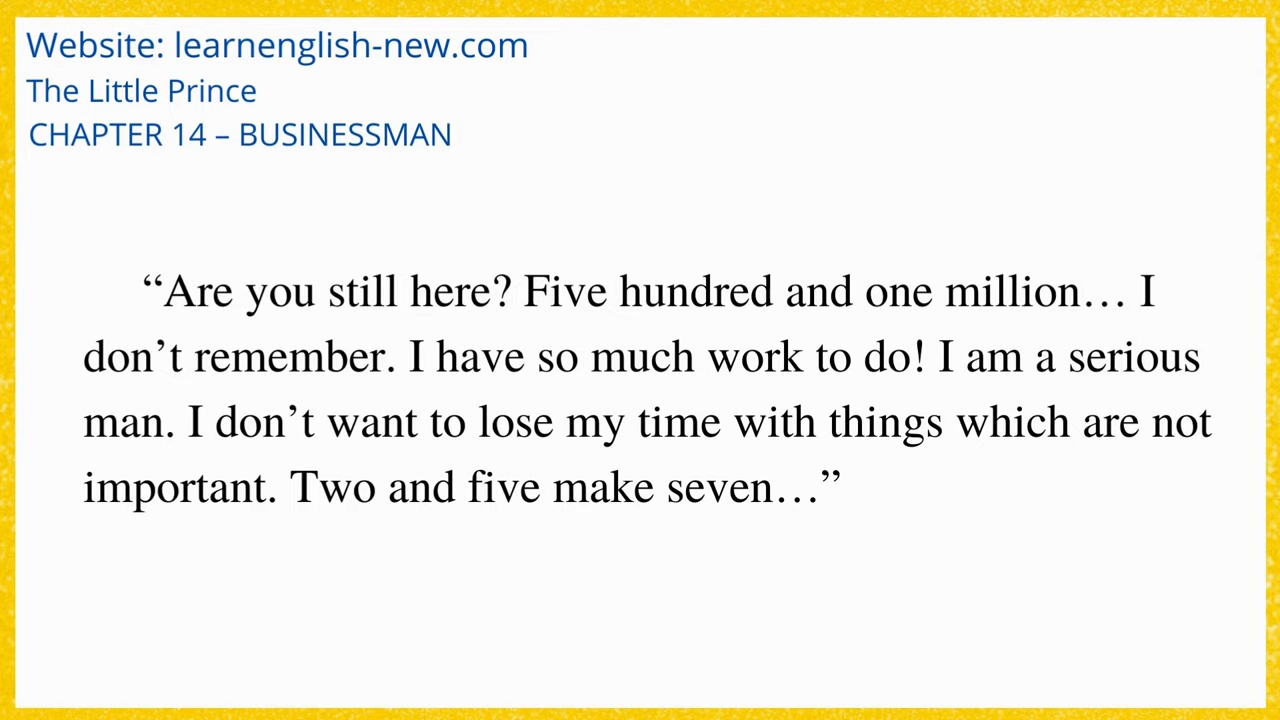 Website: learnenglish-new.com
The Little Prince
CHAPTER 14 – BUSINESSMAN
“Are you still here? Five hundred and one million… I
don’t remember. I have so much work to do! I am a serious
man. I don’t want to lose my time with things which are not
important. Two and five make seven…”